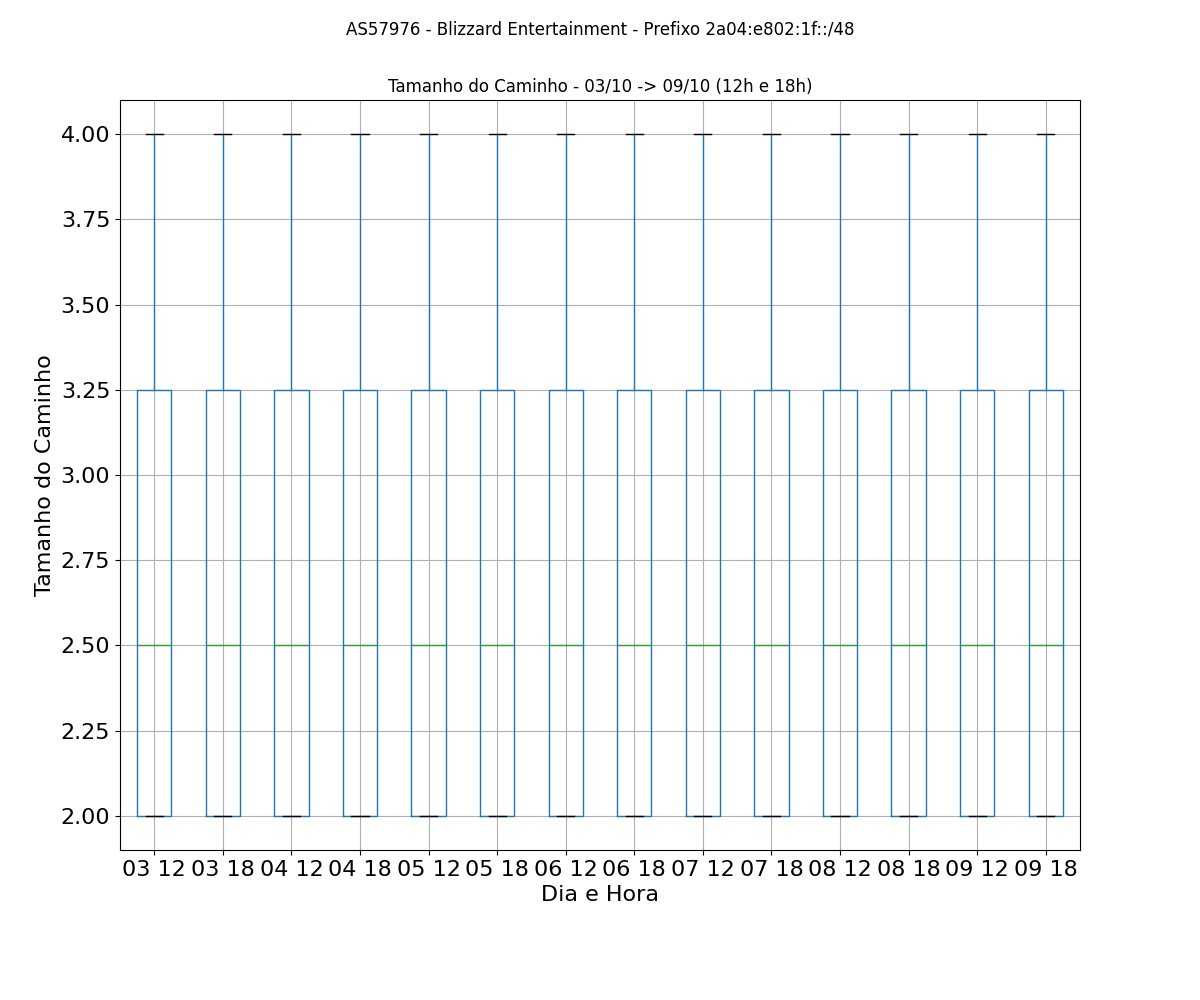 AS57976 - Blizzard Entertainment - Prefixo 2a04:e802:1f::/48
Tamanho do Caminho - 03/10 -> 09/10 (12h e 18h)
4.00
3.75
3.50
3.25
3.00
2.75
2.50
2.25
2.00
Tamanho do Caminho
03 12 03 18 04 12 04 18 05 12 05 18 06 12 06 18 07 12 07 18 08 12 08 18 09 12 09 18
Dia e Hora